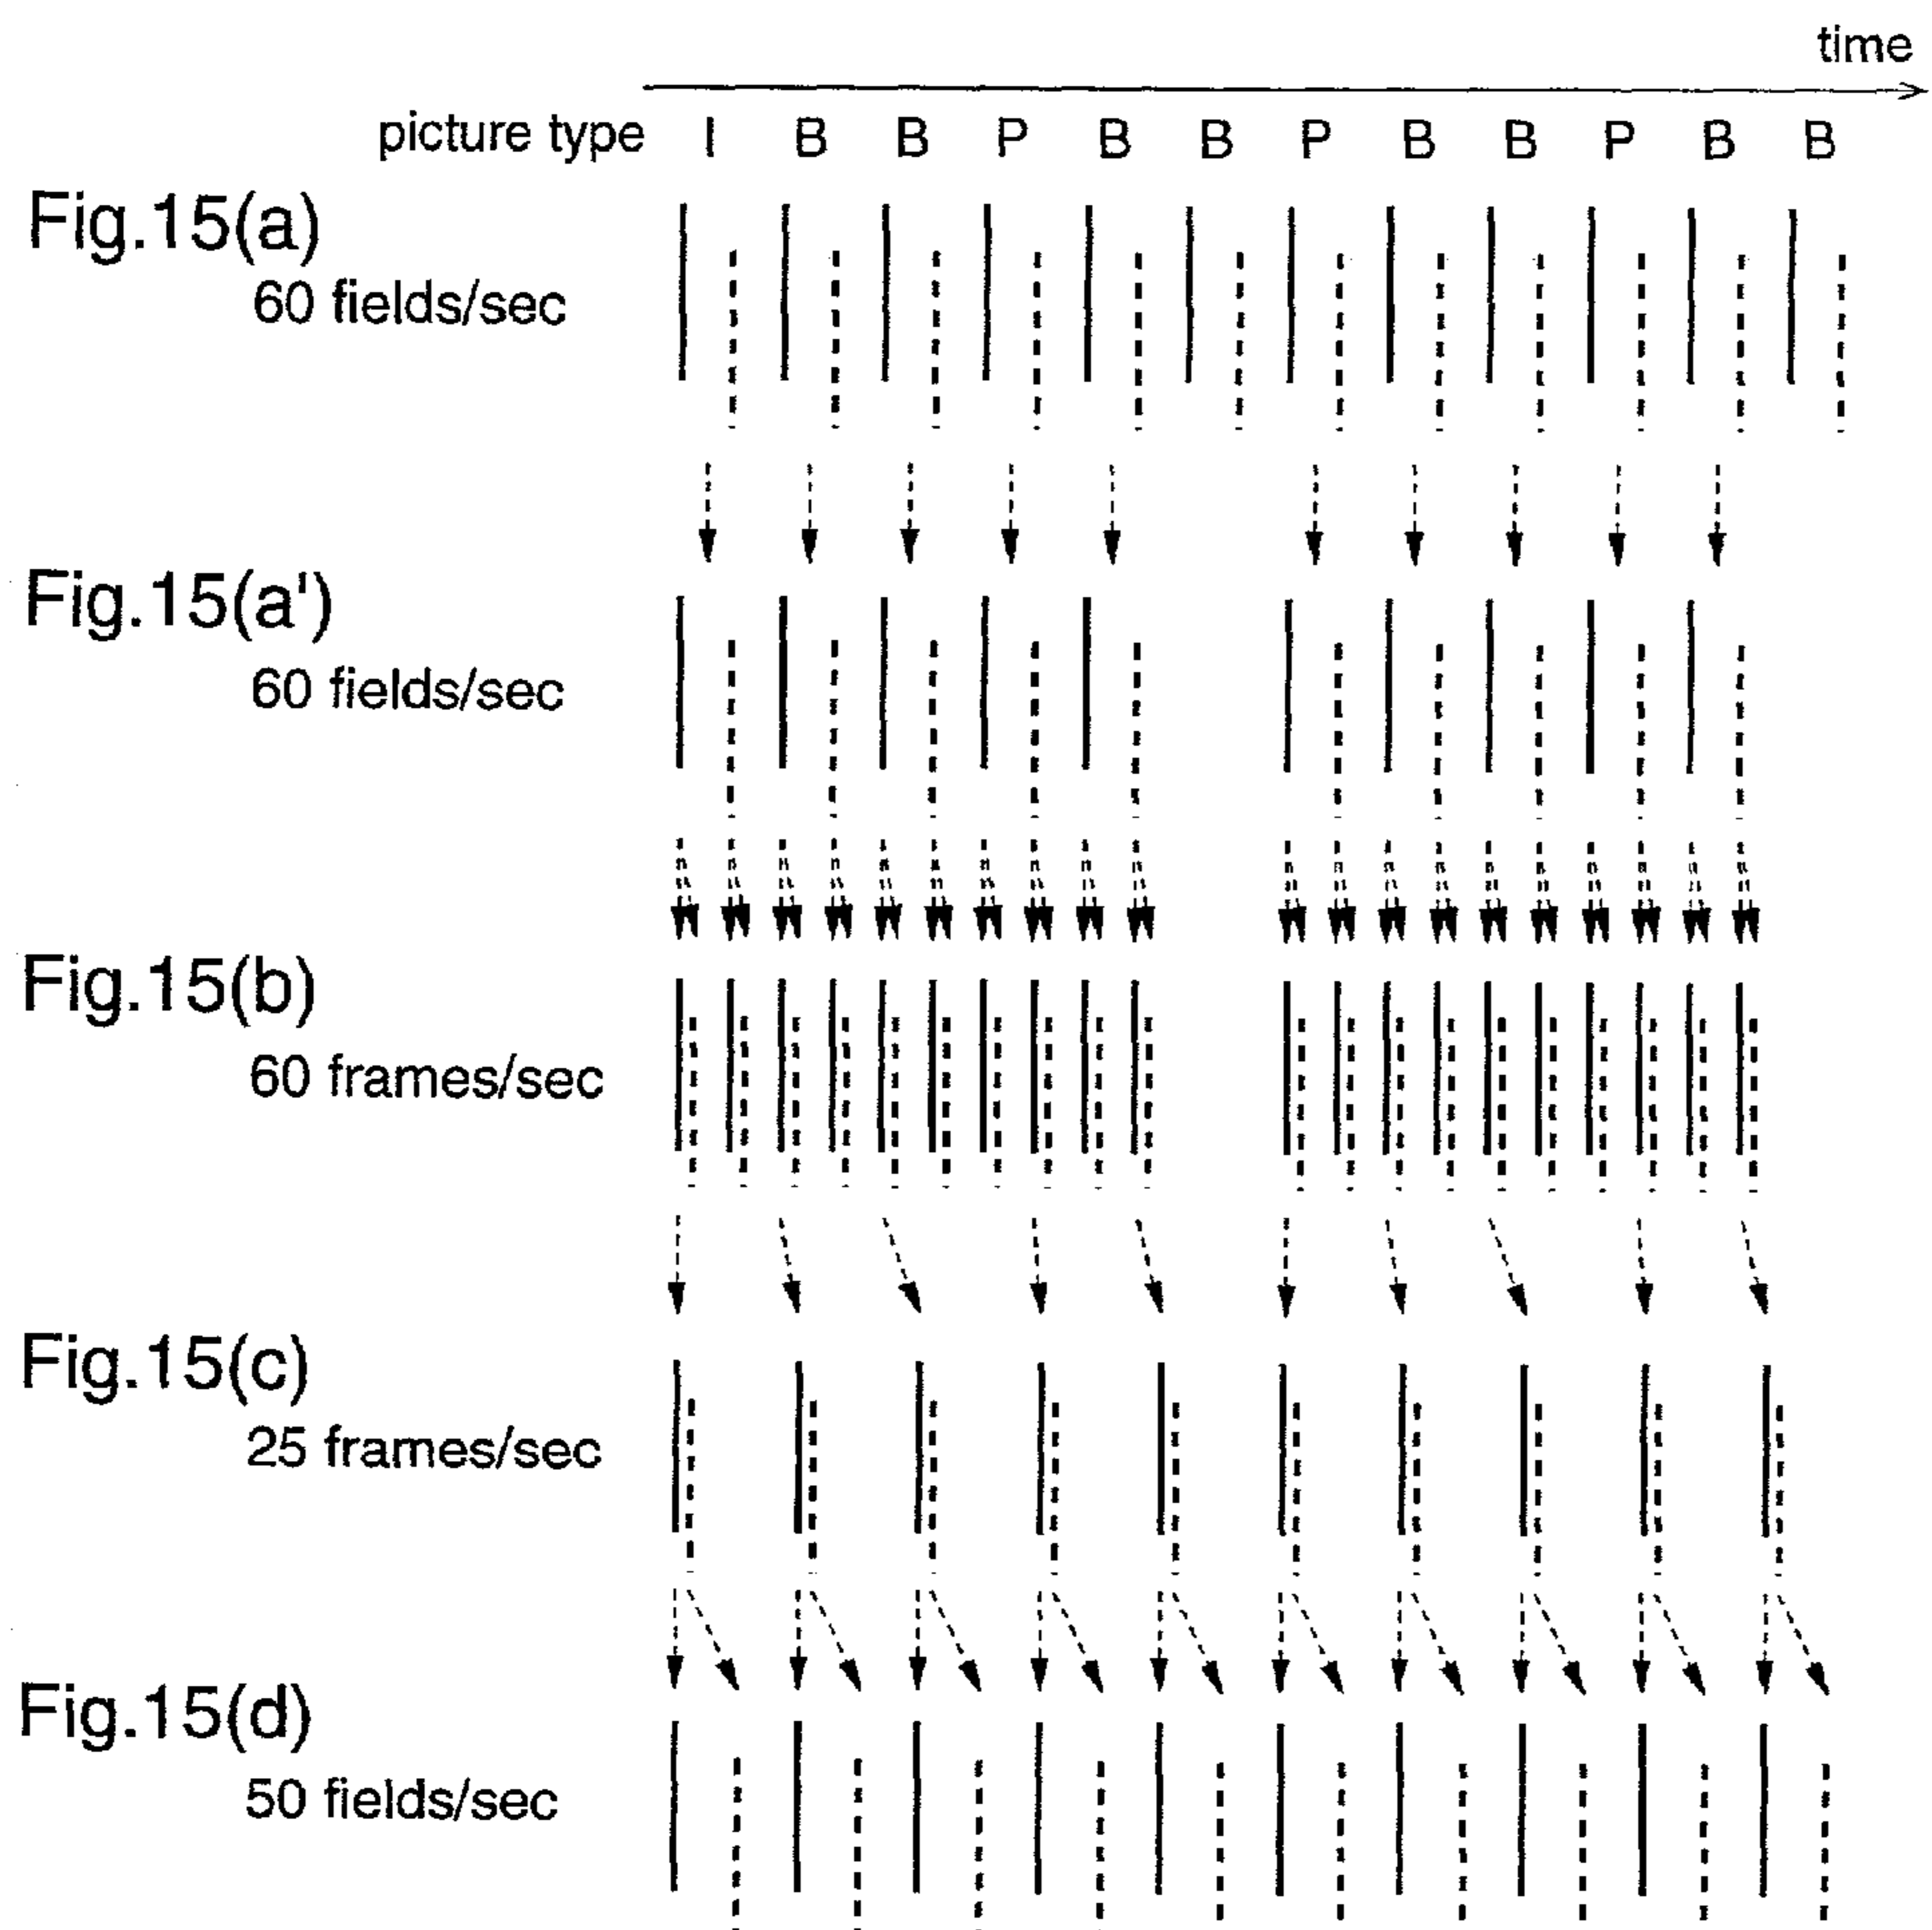 time
picture type I B B P B B P B B P B B
Fig.15(a)
60 fields/sec
Fig.15(a')
60 fields/sec
Fig.15(b)
60 frames/sec
Fig.15(c)
25 frames/sec
Fig.15(d)
50 fields/sec